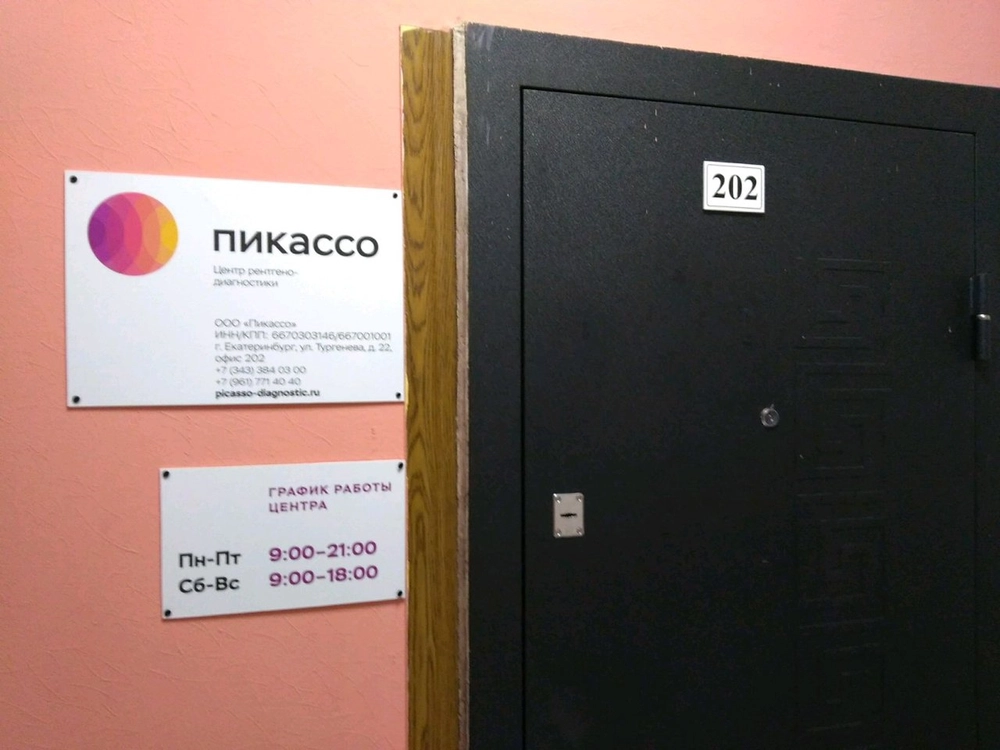 пикассо
Центр рентгено-
диагностики
ООО «Пикассо»
ИНН/КПП: 6670303146/667001001
г. Екатеринбург, ул. Тургенева, д. 22,
офис 202
+7 (343) 384 03 00
+7 (961) 771 40 40
picasso-diagnostic.ru
ГРАФИК РАБОТЫ
ЦЕНТРА
Пн-Пт 9:00–21:00
Сб-Вс 9:00–18:00
202